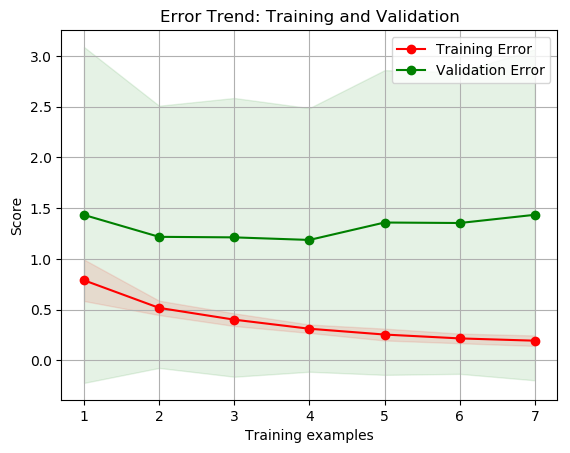 Error Trend: Training and Validation
Training Error
Validation Error
3.0
2.5
2.0
1.5
1.0
0.5
0.0
Score
1 2 3 4 5 6 7
Training examples